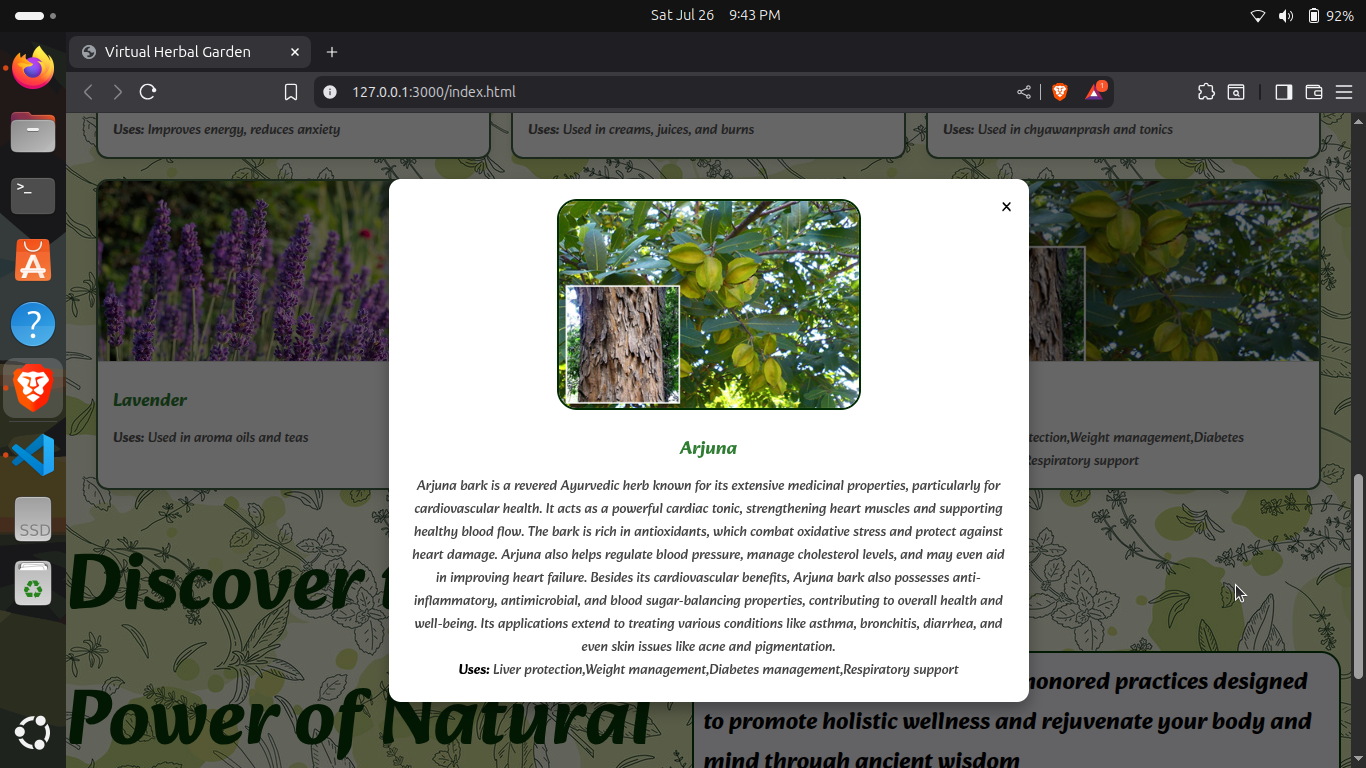 Sat Jul 26 9:43 PM
92%
Virtual Herbal Garden
127.0.0.1:3000/index.html
1
Uses: Improves energy, reduces anxiety
Uses: Used in creams, juices, and burns
Uses: Used in chyawanprash and tonics
Lavender
Uses: Used in aroma oils and teas
tection,Weight management,Diabetes
Respiratory support
Arjuna
Arjuna bark is a revered Ayurvedic herb known for its extensive medicinal properties, particularly for
cardiovascular health. It acts as a powerful cardiac tonic, strengthening heart muscles and supporting
healthy blood flow. The bark is rich in antioxidants, which combat oxidative stress and protect against
heart damage. Arjuna also helps regulate blood pressure, manage cholesterol levels, and may even aid
in improving heart failure. Besides its cardiovascular benefits, Arjuna bark also possesses anti-
inflammatory, antimicrobial, and blood sugar-balancing properties, contributing to overall health and
well-being. Its applications extend to treating various conditions like asthma, bronchitis, diarrhea, and
even skin issues like acne and pigmentation.
Uses: Liver protection,Weight management,Diabetes management,Respiratory support
Discover
Power of Natural
honored practices designed
to promote holistic wellness and rejuvenate your body and
mind through ancient wisdom
SSD